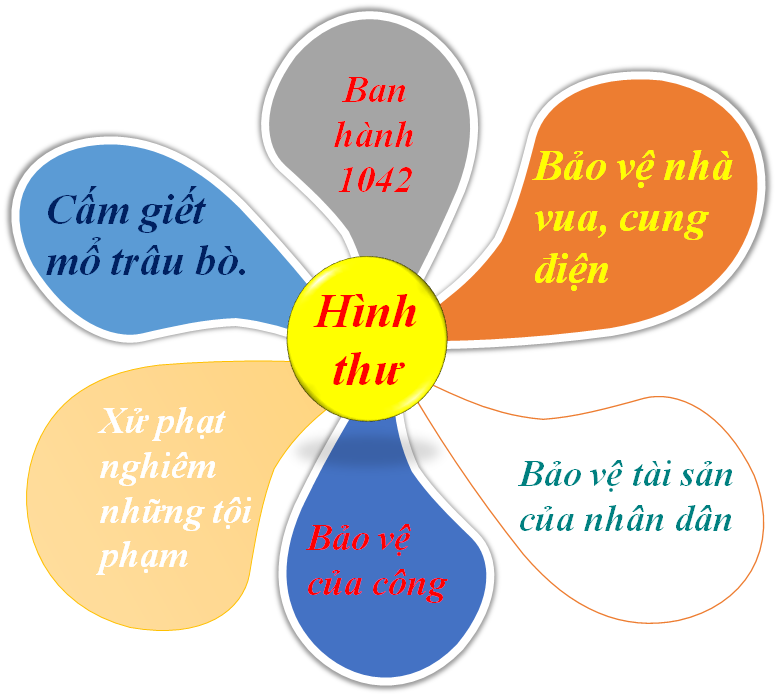 Ban
hành
1042
Bảo vệ nhà
vua, cung
điện
Cấm giết
mổ trâu bò.
Hình
thư
Xử phạt
nghiêm
những tội
phạm
Bảo vệ tài sản
của nhân dân
Bảo vệ
của công